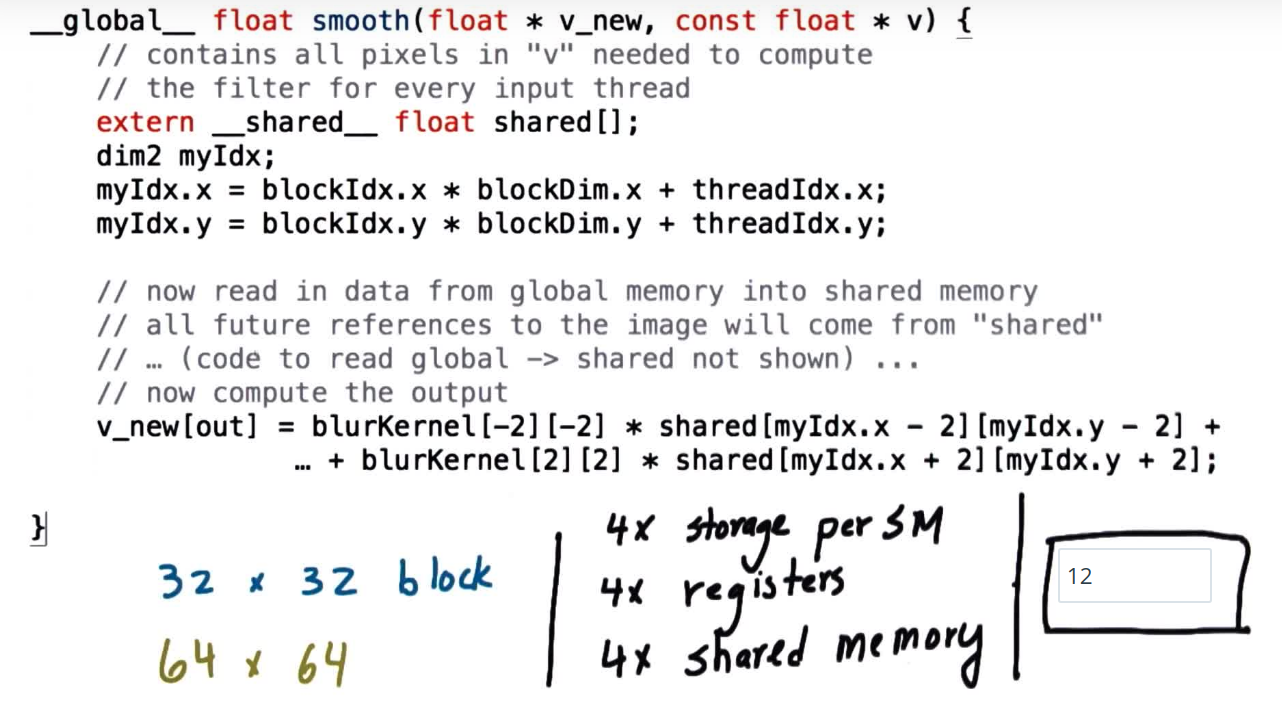 __global__ float smooth(float * v_new, const float * v) {
// contains all pixels in "v" needed to compute
// the filter for every input thread
extern __shared__ float shared[];
dim2 myIdx;
myIdx.x = blockIdx.x * blockDim.x + threadIdx.x;
myIdx.y = blockIdx.y * blockDim.y + threadIdx.y;
// now read in data from global memory into shared memory
// all future references to the image will come from "shared"
// … (code to read global -> shared not shown) ...
// now compute the output
v_new[out] = blurKernel[-2][-2] * shared[myIdx.x - 2][myIdx.y - 2] +
… + blurKernel[2][2] * shared[myIdx.x + 2][myIdx.y + 2];
}
32 x 32 block
64 x 64
4x storage per SM
4x registers
4x shared memory
12